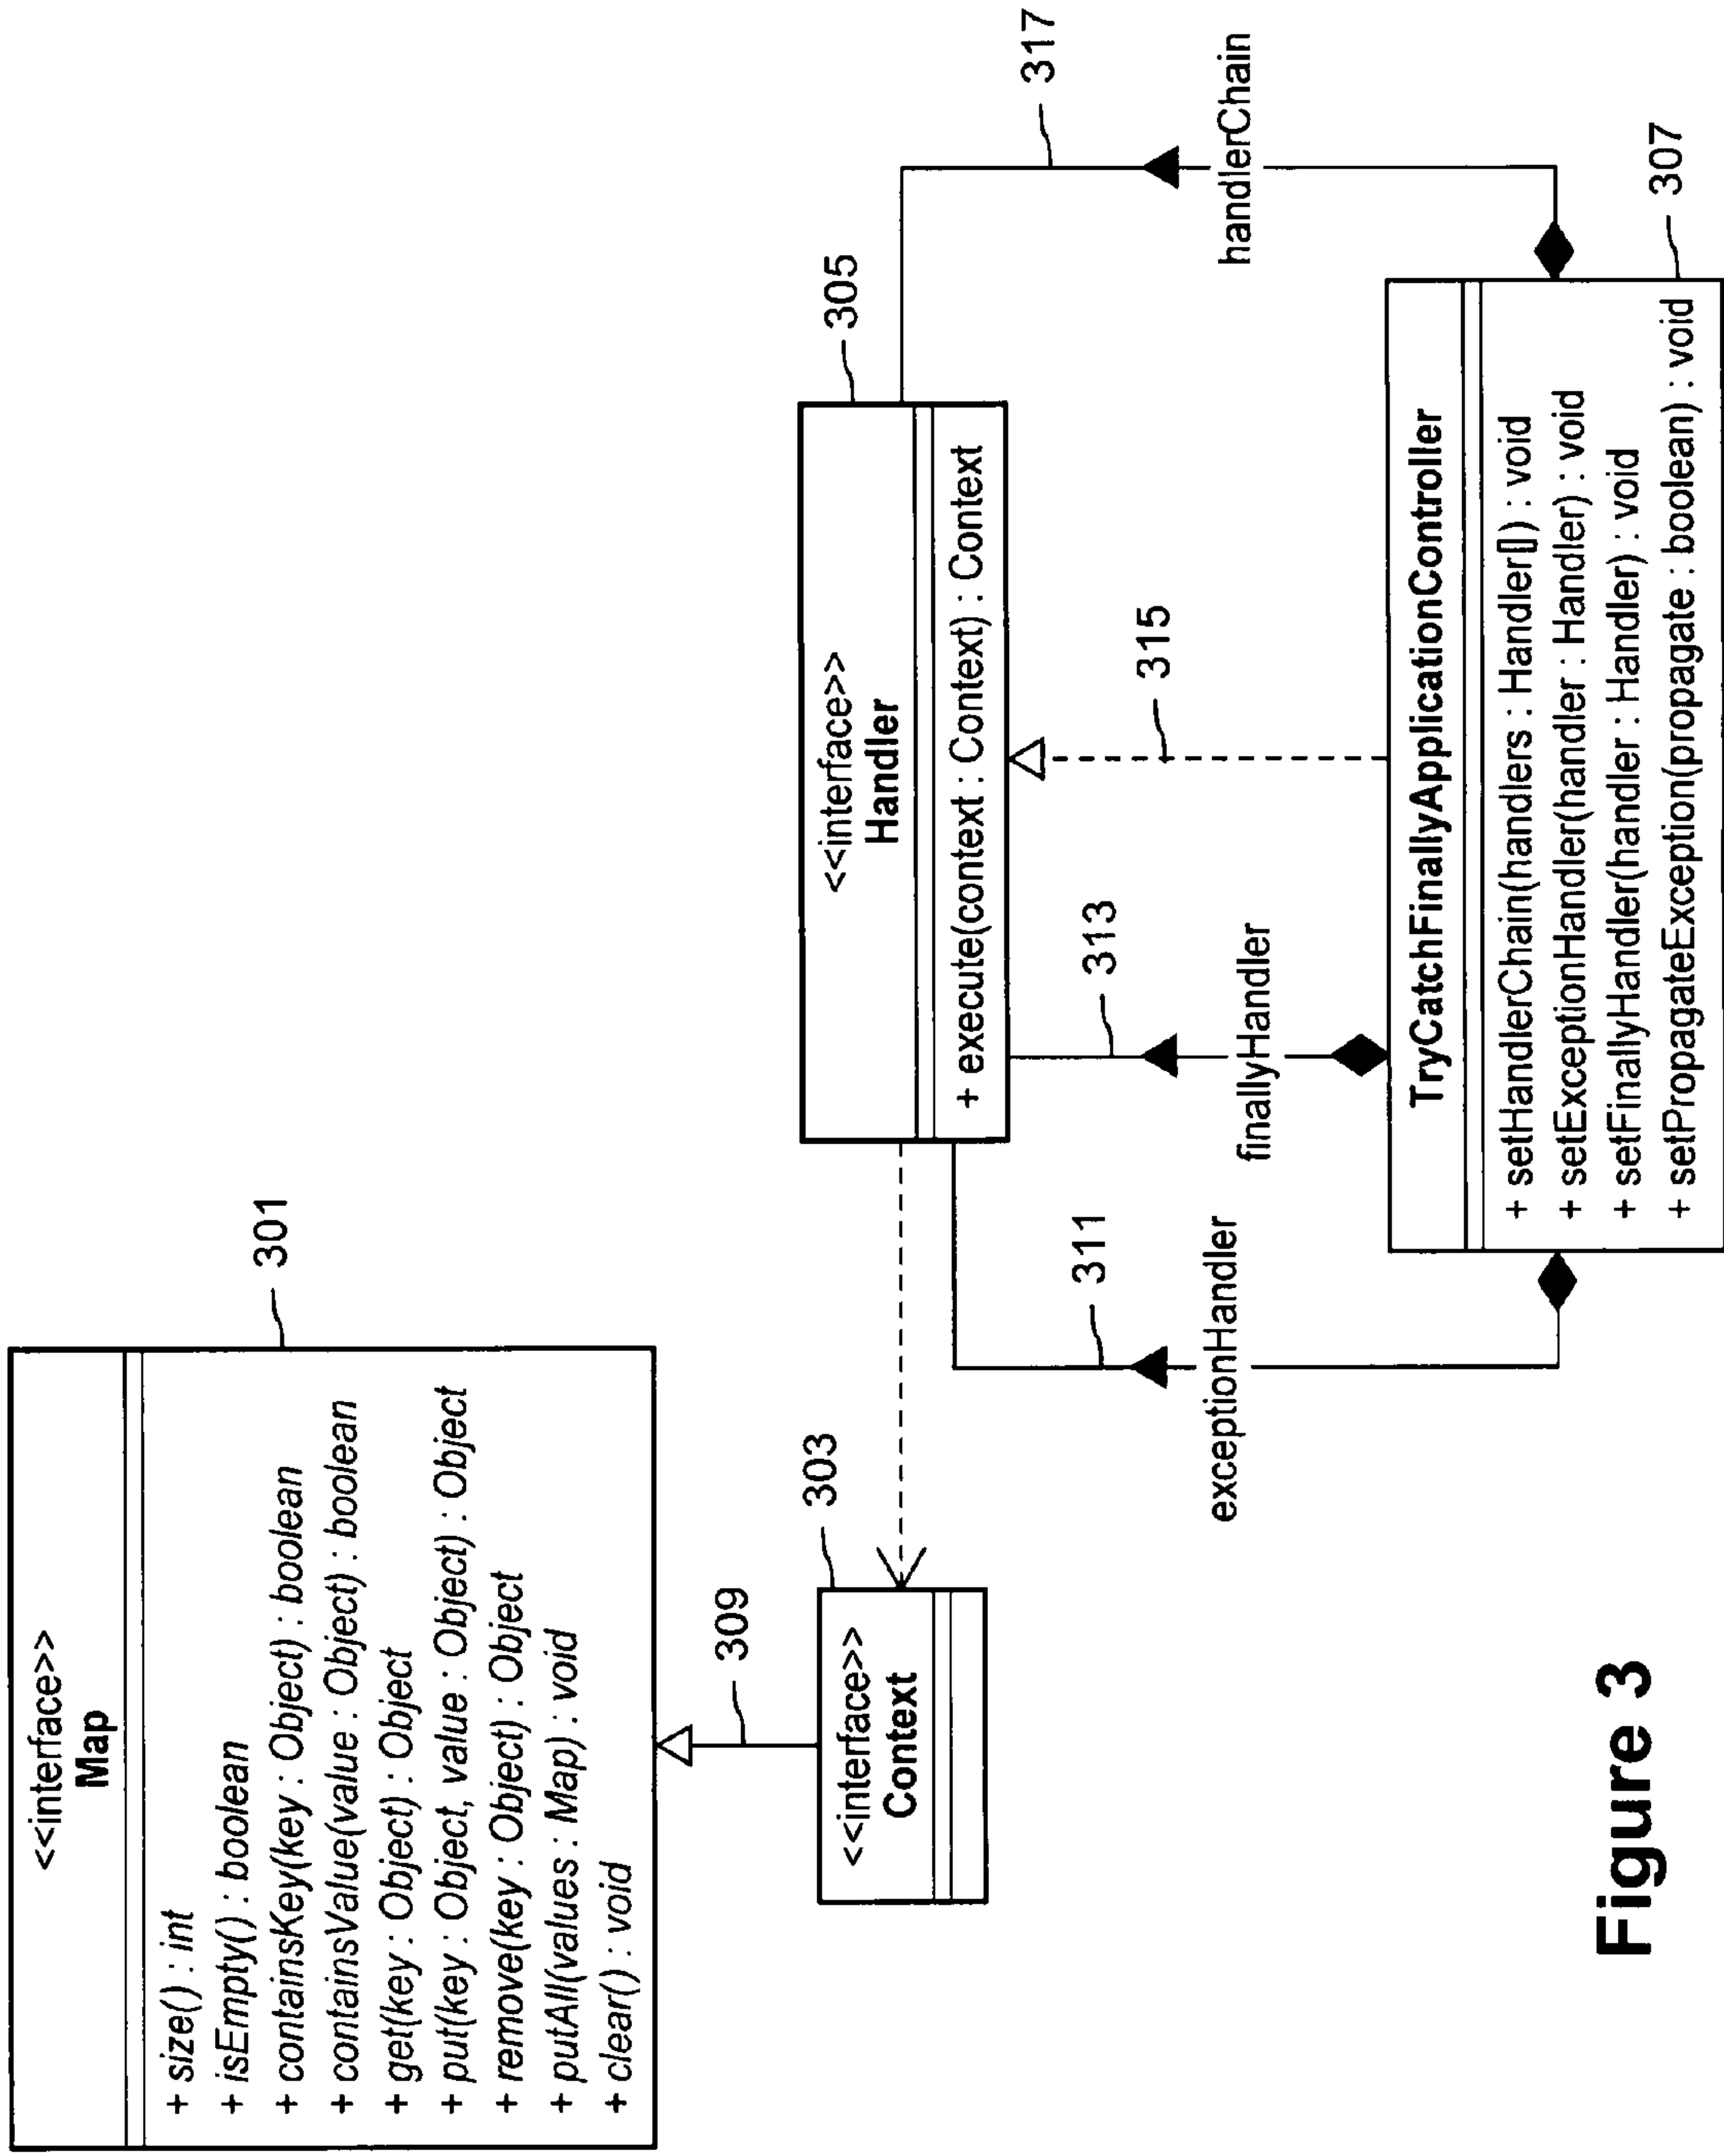 <<interface>>
Map
+ size() : int
+ isEmpty() : boolean
+ containsKey(key : Object) : boolean
+ containsValue(value : Object) : boolean
+ get(key : Object) : Object
+ put(key : Object, value : Object) : Object
+ remove(key : Object) : Object
+ putAll(values : Map) : void
+ clear() : void
301
309
303
<<interface>>
Context
305
<<interface>>
Handler
+ execute(context : Context) : Context
311
exceptionHandler
313
finallyHandler
315
317
handlerChain
307
TryCatchFinallyApplicationController
+ setHandlerChain(handlers : Handler[]) : void
+ setExceptionHandler(handler : Handler) : void
+ setFinallyHandler(handler : Handler) : void
+ setPropagateException(propagate : boolean) : void
Figure 3